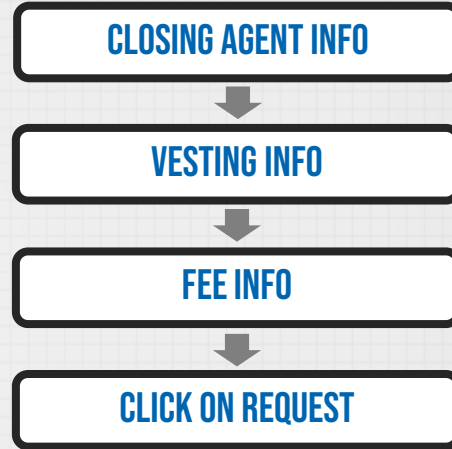 CLOSING AGENT INFO
VESTING INFO
FEE INFO
CLICK ON REQUEST